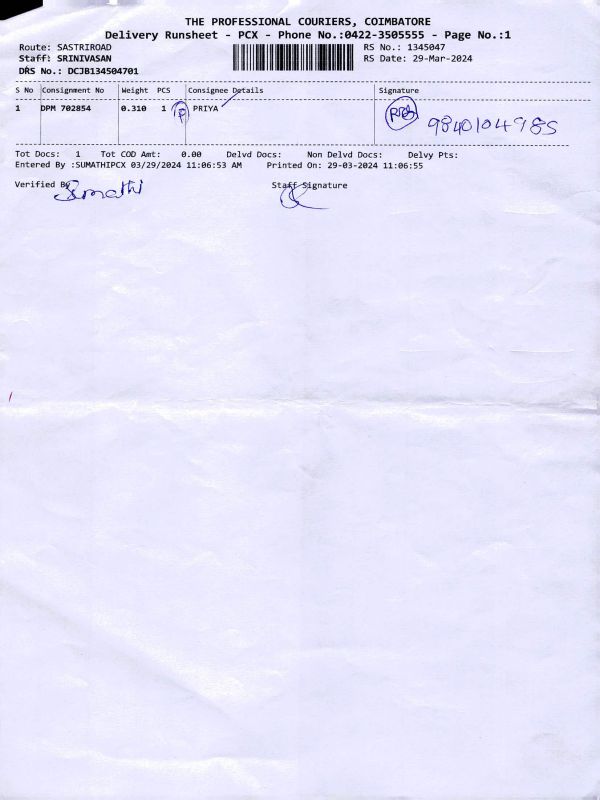 THE PROFESSIONAL COURIERS, COIMBATORE
Delivery Runsheet - PCX - Phone No.:0422-3505555 - Page No.:1
Route: SASTRIROAD RS No.: 1345047
Staff: SRINIVASAN RS Date: 29-Mar-2024
DRS No.: DCJB134504701
S No Consignment No Weight PCS Consignee Details Signature
1 DPM 702854 0.310 1 PRIYA 9840104985
Tot Docs: 1 Tot COD Amt: 0.00 Delvd Docs: Non Delvd Docs: Delvy Pts:
Entered By :SUMATHIPCX 03/29/2024 11:06:53 AM Printed On: 29-03-2024 11:06:55
Verified By Sumathi Staff Signature